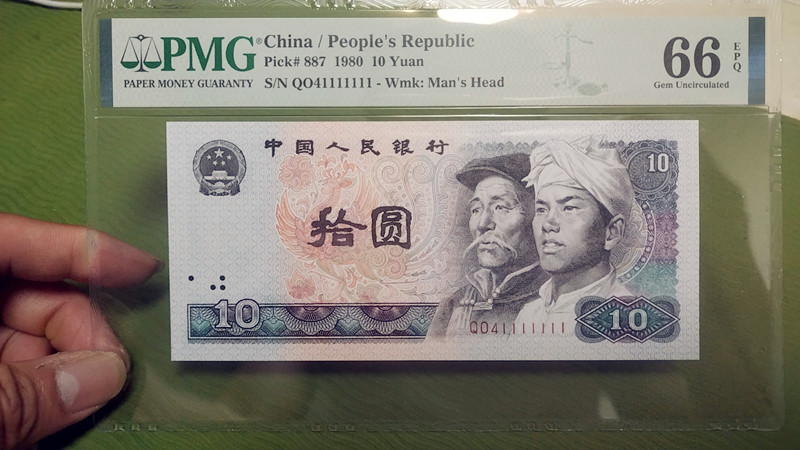 PMG® China / People's Republic
Pick# 887 1980 10 Yuan
PAPER MONEY GUARANTY
S/N QO41111111 - Wmk: Man's Head
66 EPQ
Gem Uncirculated
中国人民银行
10
拾圆
10
QO41111111
10